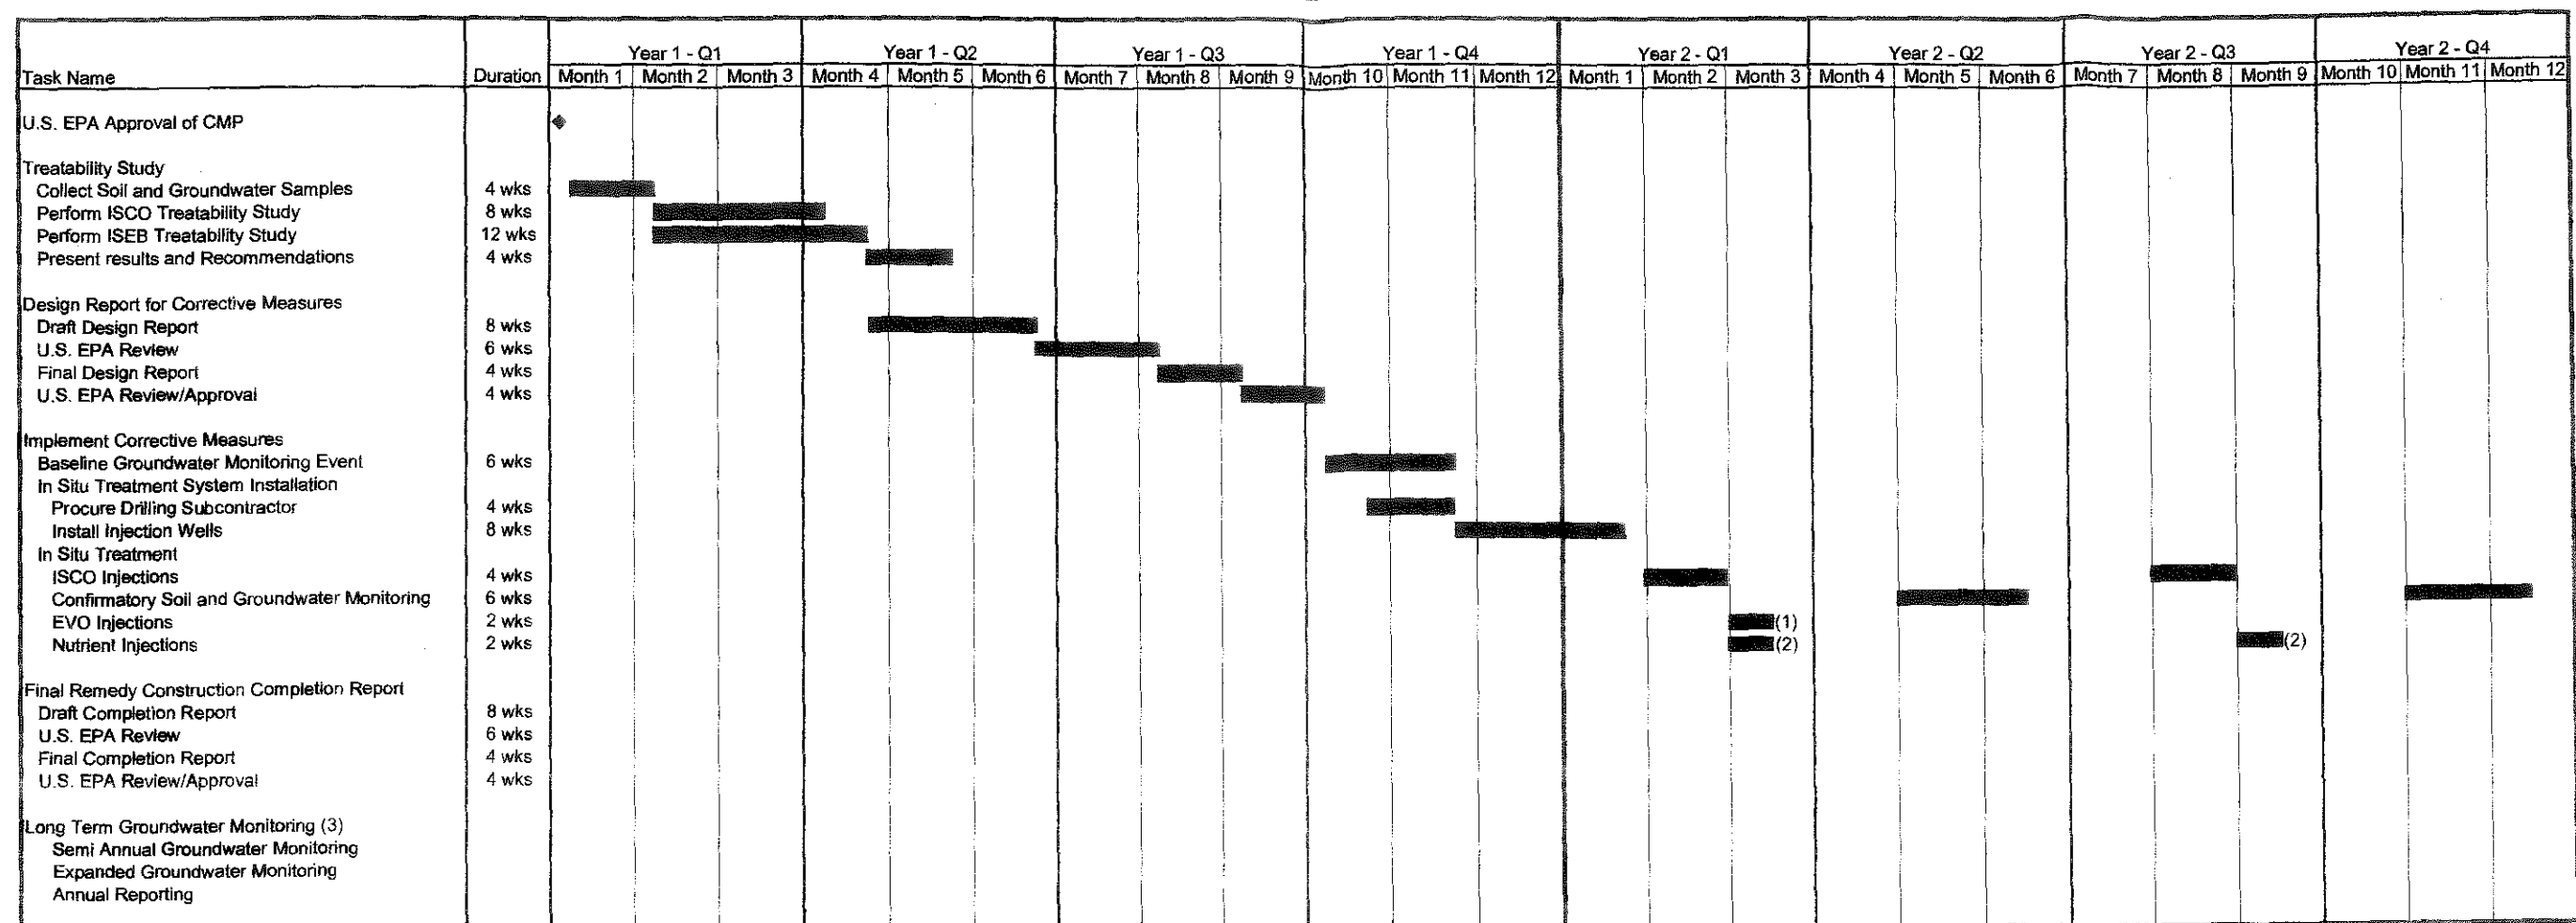 Year 1 - Q1 Year 1 - Q2 Year 1 - Q3 Year 1 - Q4 Year 2 - Q1 Year 2 - Q2 Year 2 - Q3 Year 2 - Q4
Task Name Duration Month 1 Month 2 Month 3 Month 4 Month 5 Month 6 Month 7 Month 8 Month 9 Month 10 Month 11 Month 12 Month 1 Month 2 Month 3 Month 4 Month 5 Month 6 Month 7 Month 8 Month 9 Month 10 Month 11 Month 12
U.S. EPA Approval of CMP
Treatability Study
Collect Soil and Groundwater Samples 4 wks
Perform ISCO Treatability Study 8 wks
Perform ISEB Treatability Study 12 wks
Present results and Recommendations 4 wks
Design Report for Corrective Measures
Draft Design Report 8 wks
U.S. EPA Review 6 wks
Final Design Report 4 wks
U.S. EPA Review/Approval 4 wks
Implement Corrective Measures
Baseline Groundwater Monitoring Event 6 wks
In Situ Treatment System Installation
Procure Drilling Subcontractor 4 wks
Install Injection Wells 8 wks
In Situ Treatment
ISCO Injections 4 wks
Confirmatory Soil and Groundwater Monitoring 6 wks
EVO Injections 2 wks (1)
Nutrient Injections 2 wks (2) (2)
Final Remedy Construction Completion Report
Draft Completion Report 8 wks
U.S. EPA Review 6 wks
Final Completion Report 4 wks
U.S. EPA Review/Approval 4 wks
Long Term Groundwater Monitoring (3)
Semi Annual Groundwater Monitoring
Expanded Groundwater Monitoring
Annual Reporting